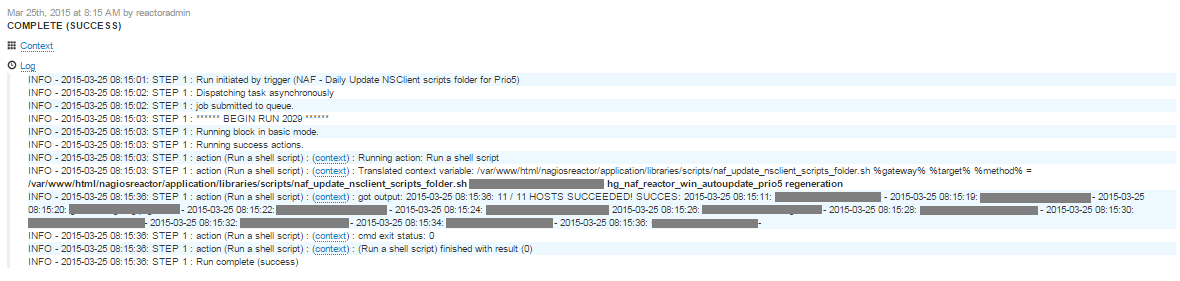 Mar 25th, 2015 at 8:15 AM by reactoradmin
COMPLETE (SUCCESS)
Context
Log
INFO - 2015-03-25 08:15:01: STEP 1 : Run initiated by trigger (NAF - Daily Update NSClient scripts folder for Prio5)
INFO - 2015-03-25 08:15:02: STEP 1 : Dispatching task asynchronously
INFO - 2015-03-25 08:15:02: STEP 1 : job submitted to queue.
INFO - 2015-03-25 08:15:03: STEP 1 : ****** BEGIN RUN 2029 ******
INFO - 2015-03-25 08:15:03: STEP 1 : Running block in basic mode.
INFO - 2015-03-25 08:15:03: STEP 1 : Running success actions.
INFO - 2015-03-25 08:15:03: STEP 1 : action (Run a shell script) : (context) : Running action: Run a shell script
INFO - 2015-03-25 08:15:03: STEP 1 : action (Run a shell script) : (context) : Translated context variable: /var/www/html/nagiosreactor/application/libraries/scripts/naf_update_nsclient_scripts_folder.sh %gateway% %target% %method% =
/var/www/html/nagiosreactor/application/libraries/scripts/naf_update_nsclient_scripts_folder.sh hg_naf_reactor_win_autoupdate_prio5 regeneration
INFO - 2015-03-25 08:15:36: STEP 1 : action (Run a shell script) : (context) : got output: 2015-03-25 08:15:36: 11 / 11 HOSTS SUCCEEDED! SUCCES: 2015-03-25 08:15:11: - 2015-03-25 08:15:19: - 2015-03-25
08:15:20: - 2015-03-25 08:15:22: - 2015-03-25 08:15:24: 2015-03-25 08:15:26: - 2015-03-25 08:15:28: - 2015-03-25 08:15:30:
- 2015-03-25 08:15:32: - 2015-03-25 08:15:34: - 2015-03-25 08:15:36: -
INFO - 2015-03-25 08:15:36: STEP 1 : action (Run a shell script) : (context) : cmd exit status: 0
INFO - 2015-03-25 08:15:36: STEP 1 : action (Run a shell script) : (context) : (Run a shell script) finished with result (0)
INFO - 2015-03-25 08:15:36: STEP 1 : Run complete (success)